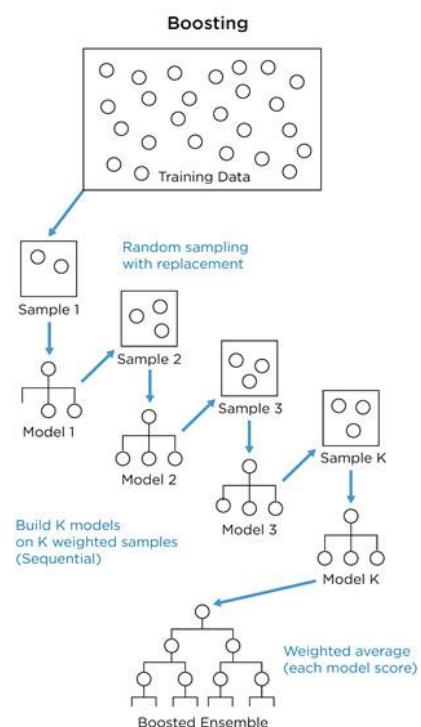 Boosting
Training Data
Random sampling
with replacement
Sample 1
Sample 2
Sample 3
Model 1
Sample K
Model 2
Model 3
Build K models
on K weighted samples
(Sequential)
Model K
Weighted average
(each model score)
Boosted Ensemble